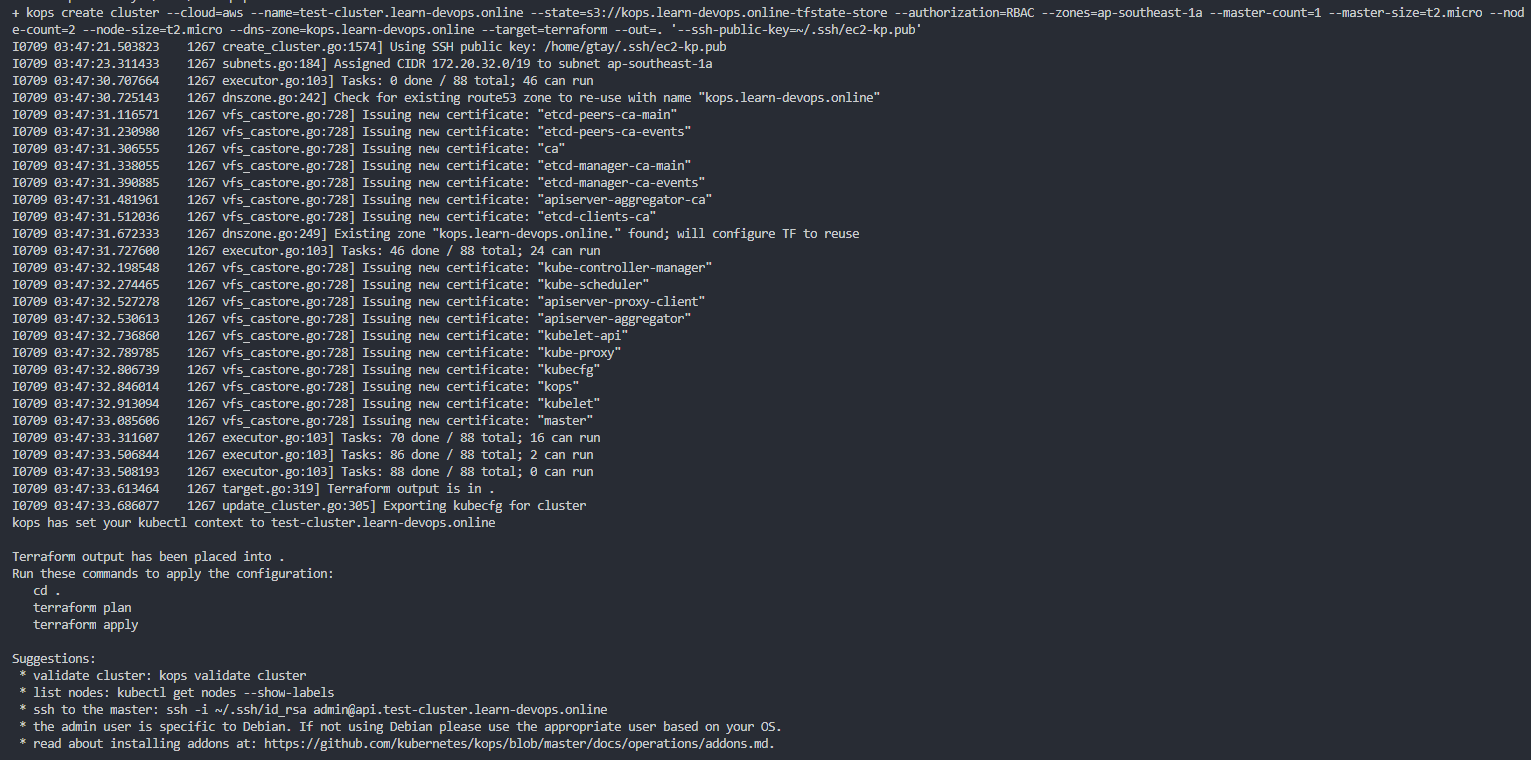 + kops create cluster --cloud=aws --name=test-cluster.learn-devops.online --state=s3://kops.learn-devops.online-tfstate-store --authorization=RBAC --zones=ap-southeast-1a --master-count=1 --master-size=t2.micro --nod
e-count=2 --node-size=t2.micro --dns-zone=kops.learn-devops.online --target=terraform --out=. '--ssh-public-key=~/.ssh/ec2-kp.pub'
I0709 03:47:21.503823    1267 create_cluster.go:1574] Using SSH public key: /home/gtay/.ssh/ec2-kp.pub
I0709 03:47:23.311433    1267 subnets.go:184] Assigned CIDR 172.20.32.0/19 to subnet ap-southeast-1a
I0709 03:47:30.707664    1267 executor.go:103] Tasks: 0 done / 88 total; 46 can run
I0709 03:47:30.725143    1267 dnszone.go:242] Check for existing route53 zone to re-use with name "kops.learn-devops.online"
I0709 03:47:31.116571    1267 vfs_castore.go:728] Issuing new certificate: "etcd-peers-ca-main"
I0709 03:47:31.230980    1267 vfs_castore.go:728] Issuing new certificate: "etcd-peers-ca-events"
I0709 03:47:31.306555    1267 vfs_castore.go:728] Issuing new certificate: "ca"
I0709 03:47:31.338055    1267 vfs_castore.go:728] Issuing new certificate: "etcd-manager-ca-main"
I0709 03:47:31.390885    1267 vfs_castore.go:728] Issuing new certificate: "etcd-manager-ca-events"
I0709 03:47:31.481961    1267 vfs_castore.go:728] Issuing new certificate: "apiserver-aggregator-ca"
I0709 03:47:31.512036    1267 vfs_castore.go:728] Issuing new certificate: "etcd-clients-ca"
I0709 03:47:31.672333    1267 dnszone.go:249] Existing zone "kops.learn-devops.online." found; will configure TF to reuse
I0709 03:47:31.727600    1267 executor.go:103] Tasks: 46 done / 88 total; 24 can run
I0709 03:47:32.198548    1267 vfs_castore.go:728] Issuing new certificate: "kube-controller-manager"
I0709 03:47:32.274465    1267 vfs_castore.go:728] Issuing new certificate: "kube-scheduler"
I0709 03:47:32.527278    1267 vfs_castore.go:728] Issuing new certificate: "apiserver-proxy-client"
I0709 03:47:32.530613    1267 vfs_castore.go:728] Issuing new certificate: "apiserver-aggregator"
I0709 03:47:32.736860    1267 vfs_castore.go:728] Issuing new certificate: "kubelet-api"
I0709 03:47:32.789785    1267 vfs_castore.go:728] Issuing new certificate: "kube-proxy"
I0709 03:47:32.806739    1267 vfs_castore.go:728] Issuing new certificate: "kubecfg"
I0709 03:47:32.846014    1267 vfs_castore.go:728] Issuing new certificate: "kops"
I0709 03:47:32.913094    1267 vfs_castore.go:728] Issuing new certificate: "kubelet"
I0709 03:47:33.085606    1267 vfs_castore.go:728] Issuing new certificate: "master"
I0709 03:47:33.311607    1267 executor.go:103] Tasks: 70 done / 88 total; 16 can run
I0709 03:47:33.506844    1267 executor.go:103] Tasks: 86 done / 88 total; 2 can run
I0709 03:47:33.508193    1267 executor.go:103] Tasks: 88 done / 88 total; 0 can run
I0709 03:47:33.613464    1267 target.go:319] Terraform output is in .
I0709 03:47:33.686077    1267 update_cluster.go:305] Exporting kubecfg for cluster
kops has set your kubectl context to test-cluster.learn-devops.online
Terraform output has been placed into .
Run these commands to apply the configuration:
   cd .
   terraform plan
   terraform apply
Suggestions:
 * validate cluster: kops validate cluster
 * list nodes: kubectl get nodes --show-labels
 * ssh to the master: ssh -i ~/.ssh/id_rsa admin@api.test-cluster.learn-devops.online
 * the admin user is specific to Debian. If not using Debian please use the appropriate user based on your OS.
 * read about installing addons at: https://github.com/kubernetes/kops/blob/master/docs/operations/addons.md.